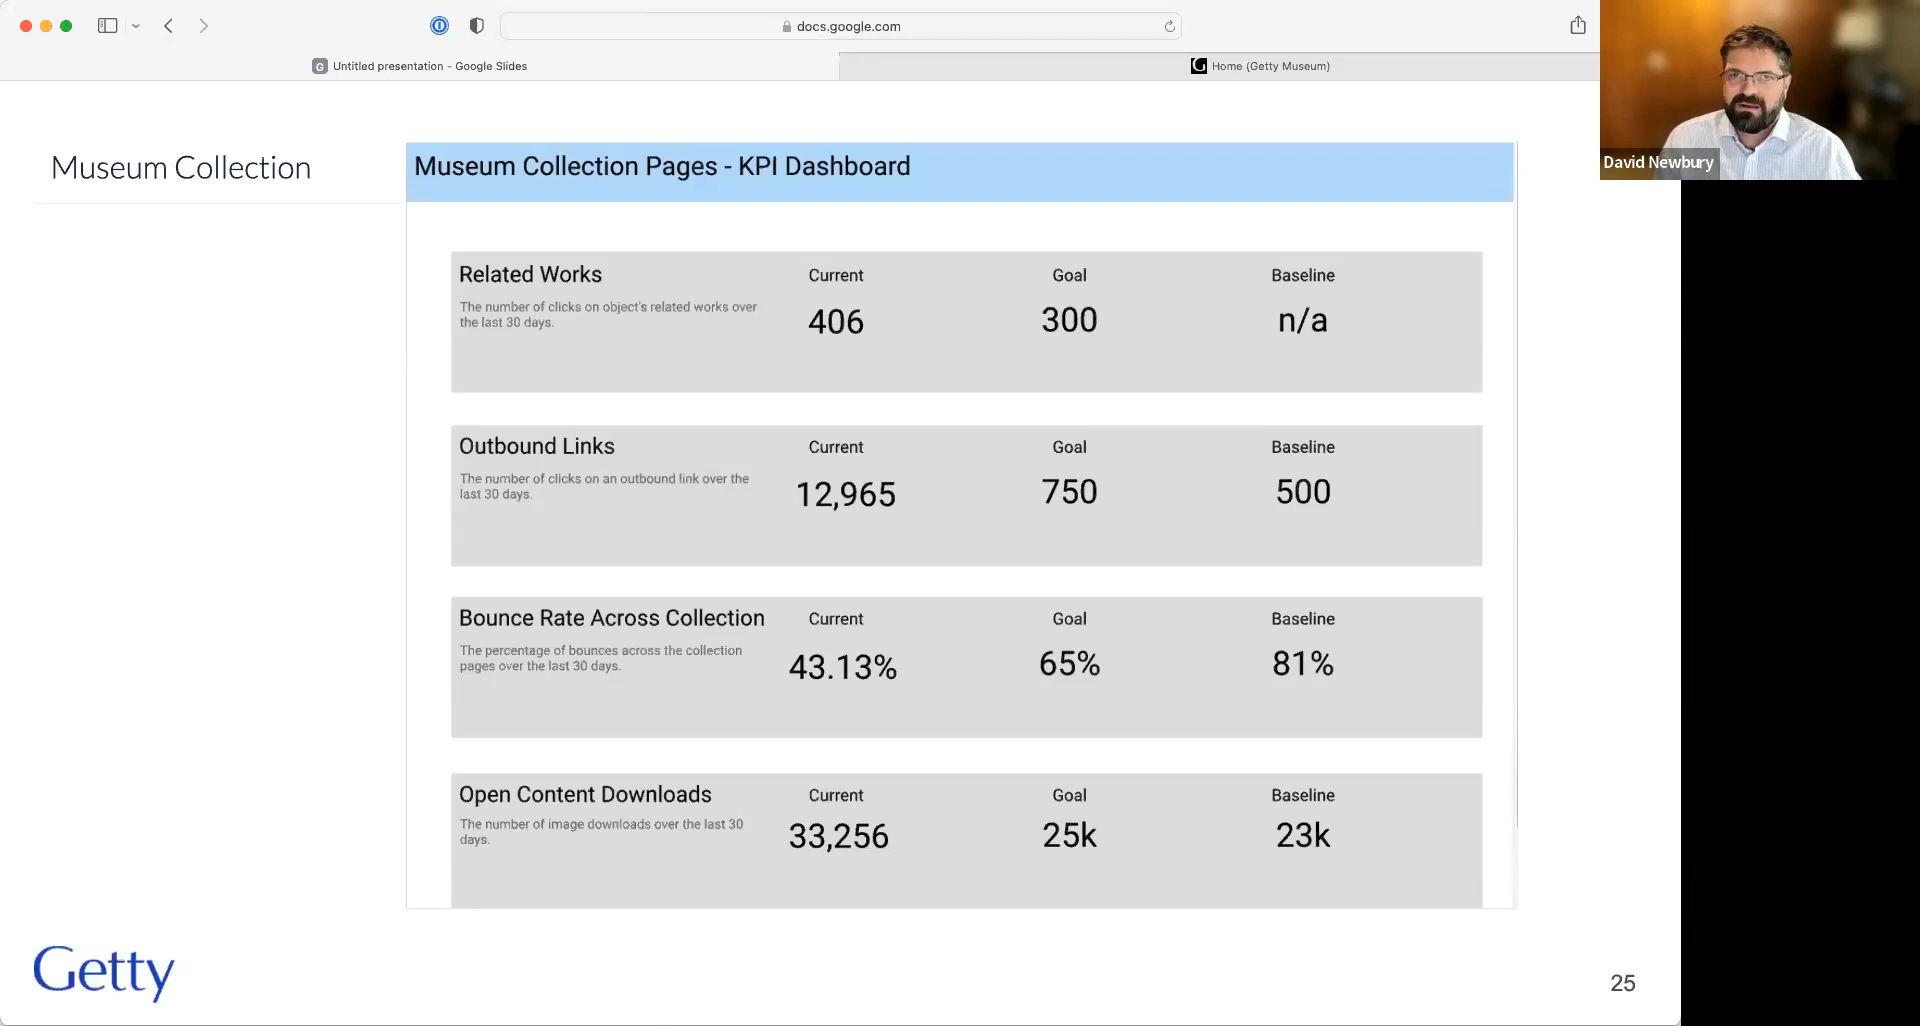 docs.google.com
Untitled presentation - Google Slides
G Home (Getty Museum)
David Newbury
Museum Collection
Museum Collection Pages - KPI Dashboard
Related Works Current Goal Baseline
The number of clicks on object's related works over
the last 30 days.
406 300 n/a
Outbound Links Current Goal Baseline
The number of clicks on an outbound link over the
last 30 days.
12,965 750 500
Bounce Rate Across Collection Current Goal Baseline
The percentage of bounces across the collection
pages over the last 30 days.
43.13% 65% 81%
Open Content Downloads Current Goal Baseline
The number of image downloads over the last 30
days.
33,256 25k 23k
Getty
25